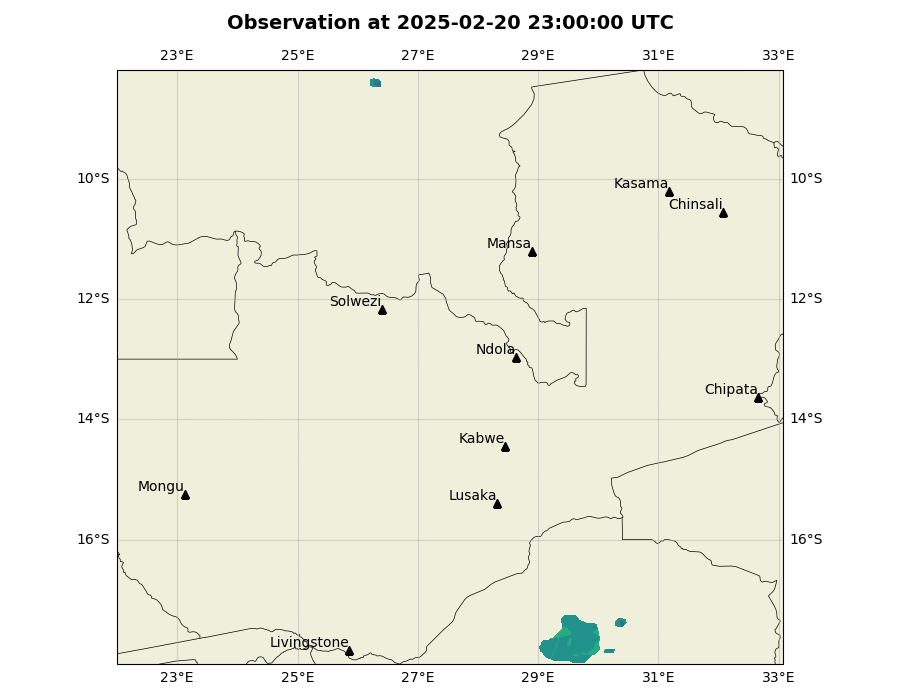 Observation at 2025-02-20 23:00:00 UTC
23°E 25°E 27°E 29°E 31°E 33°E
10°S 10°S
Kasama
Chinsali
Mansa
12°S 12°S
Solwezi
Ndola
Chipata
14°S 14°S
Kabwe
Mongu
Lusaka
16°S 16°S
Livingstone
23°E 25°E 27°E 29°E 31°E 33°E